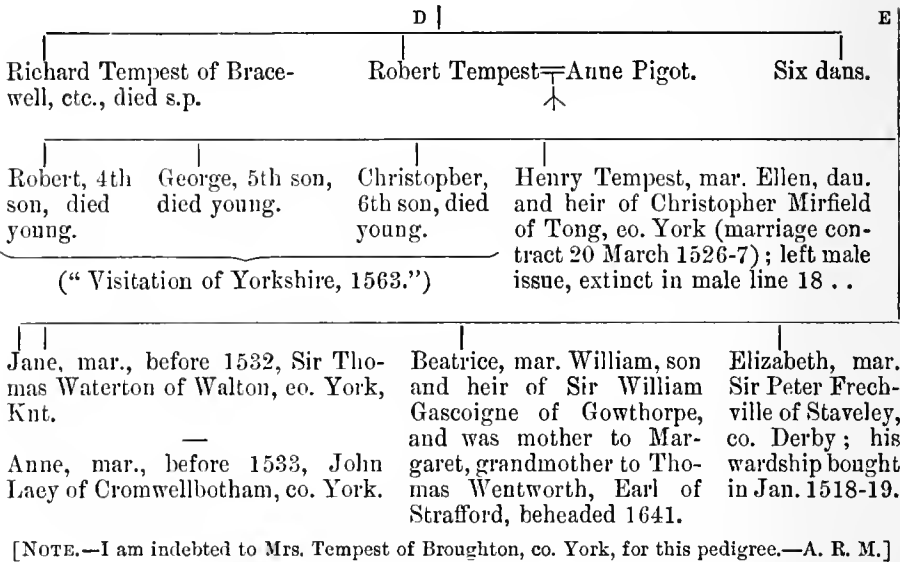 D E
Richard Tempest of Brace-
well, etc., died s.p.
Robert Tempest=Anne Pigot.
Six daus.
Robert, 4th
son, died
young.
George, 5th son,
died young.
Christopher,
6th son, died
young.
(“ Visitation of Yorkshire, 1563.”)
Henry Tempest, mar. Ellen, dau.
and heir of Christopher Mirfield
of Tong, co. York (marriage con-
tract 20 March 1526-7) ; left male
issue, extinct in male line 18 . .
Jane, mar., before 1532, Sir Tho-
mas Waterton of Walton, co. York,
Knt.
—
Anne, mar., before 1533, John
Lacy of Cromwellbotham, co. York.
Beatrice, mar. William, son
and heir of Sir William
Gascoigne of Gowthorpe,
and was mother to Mar-
garet, grandmother to Tho-
mas Wentworth, Earl of
Strafford, beheaded 1641.
Elizabeth, mar.
Sir Peter Frech-
ville of Staveley,
co. Derby ; his
wardship bought
in Jan. 1518-19.
[NOTE.—I am indebted to Mrs. Tempest of Broughton, co. York, for this pedigree.—A. R. M.]